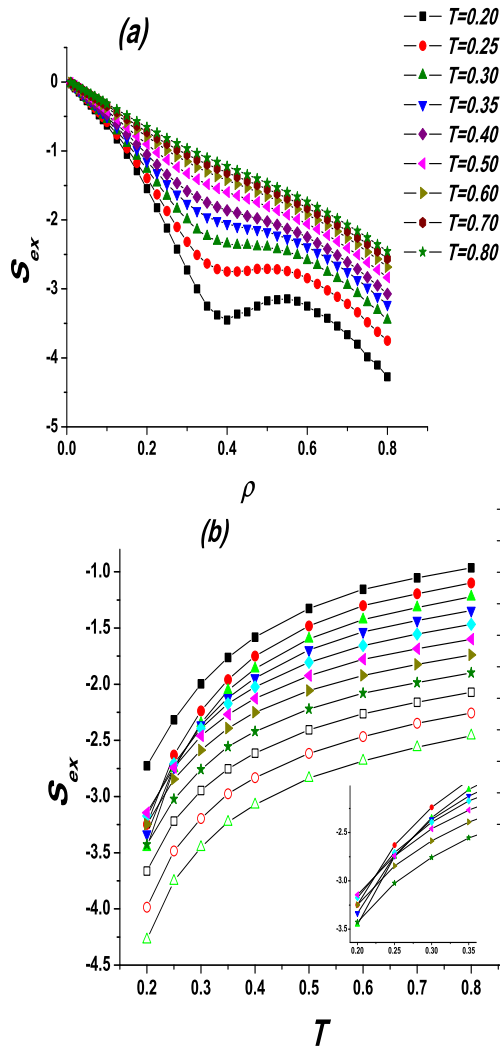 (a)
T=0.20
T=0.25
T=0.30
T=0.35
T=0.40
T=0.50
T=0.60
T=0.70
T=0.80
0
-1
-2
-3
-4
-5
S_ex
0.0 0.2 0.4 0.6 0.8
ρ
(b)
-1.0
-1.5
-2.0
-2.5
-3.0
-3.5
-4.0
-4.5
S_ex
0.2 0.3 0.4 0.5 0.6 0.7 0.8
T
-2.5
-3.0
-3.5
0.20 0.25 0.30 0.35